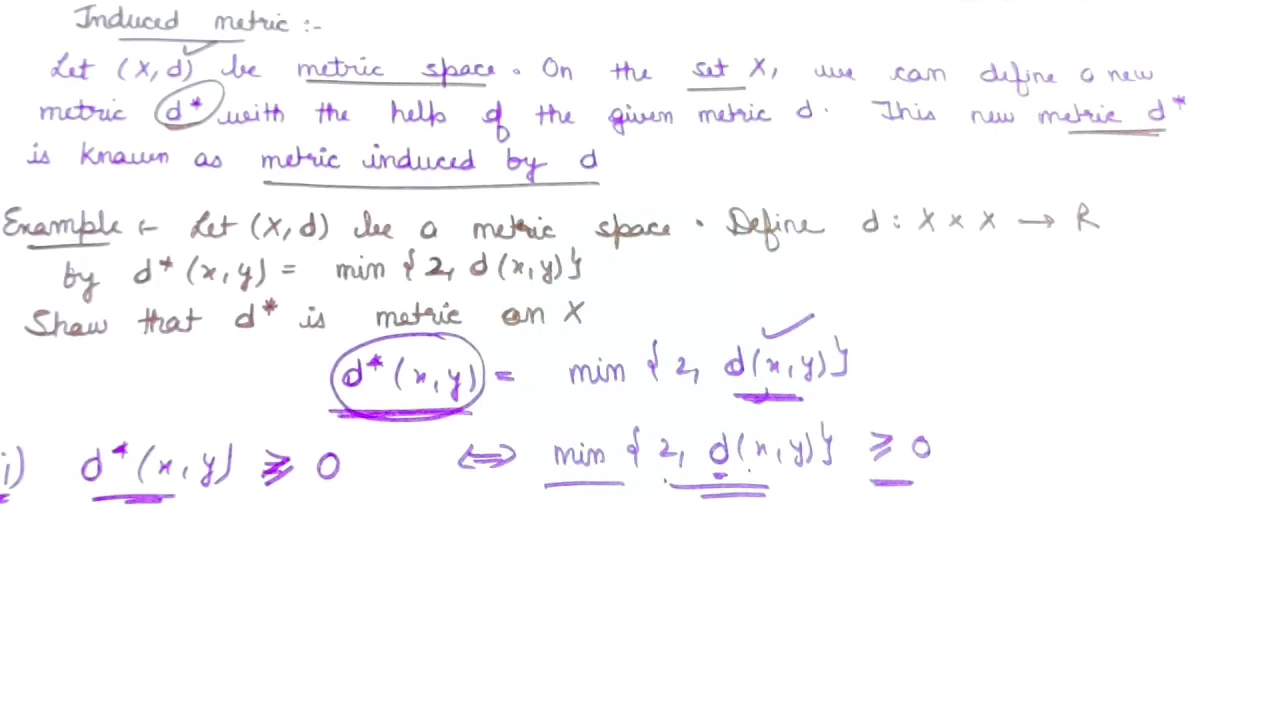 Induced metric :-
Let (X, d) be metric space. On the set X, we can define a new
metric d* with the help of the given metric d. This new metric d*
is known as metric induced by d
Example :- Let (X, d) be a metric space. Define d : X × X → R
by d*(x, y) = min {2, d(x, y)}
Show that d* is metric on X
d*(x, y) = min {2, d(x, y)}
i) d*(x, y) ≥ 0 ⇔ min {2, d(x, y)} ≥ 0